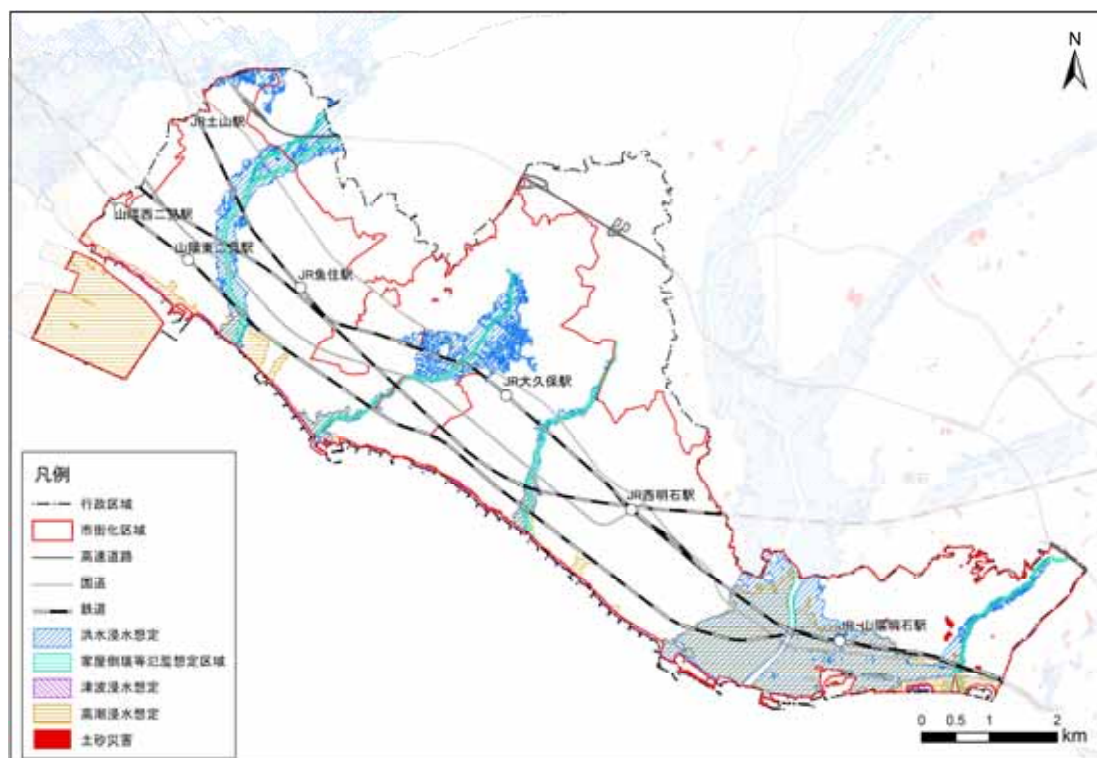 N
JR土山駅
山陽西二見駅
山陽東二見駅
JR魚住駅
JR大久保駅
JR西明石駅
JR・山陽明石駅
凡例
行政区域
市街化区域
高速道路
国道
鉄道
洪水浸水想定
家屋倒壊等氾濫想定区域
津波浸水想定
高潮浸水想定
土砂災害
0 0.5 1 2
km